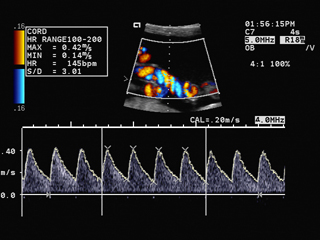 .16
.16
CORD
HR RANGE100-200
MAX = 0.42m/s
MIN = 0.14m/s
HR = 145bpm
S/D = 3.01
01:56:15PM
C7 4s
5.0MHz R10%
OB /V
4:1 100%
CAL=.20m/s 4.0MHz
.40
m/s
0.0